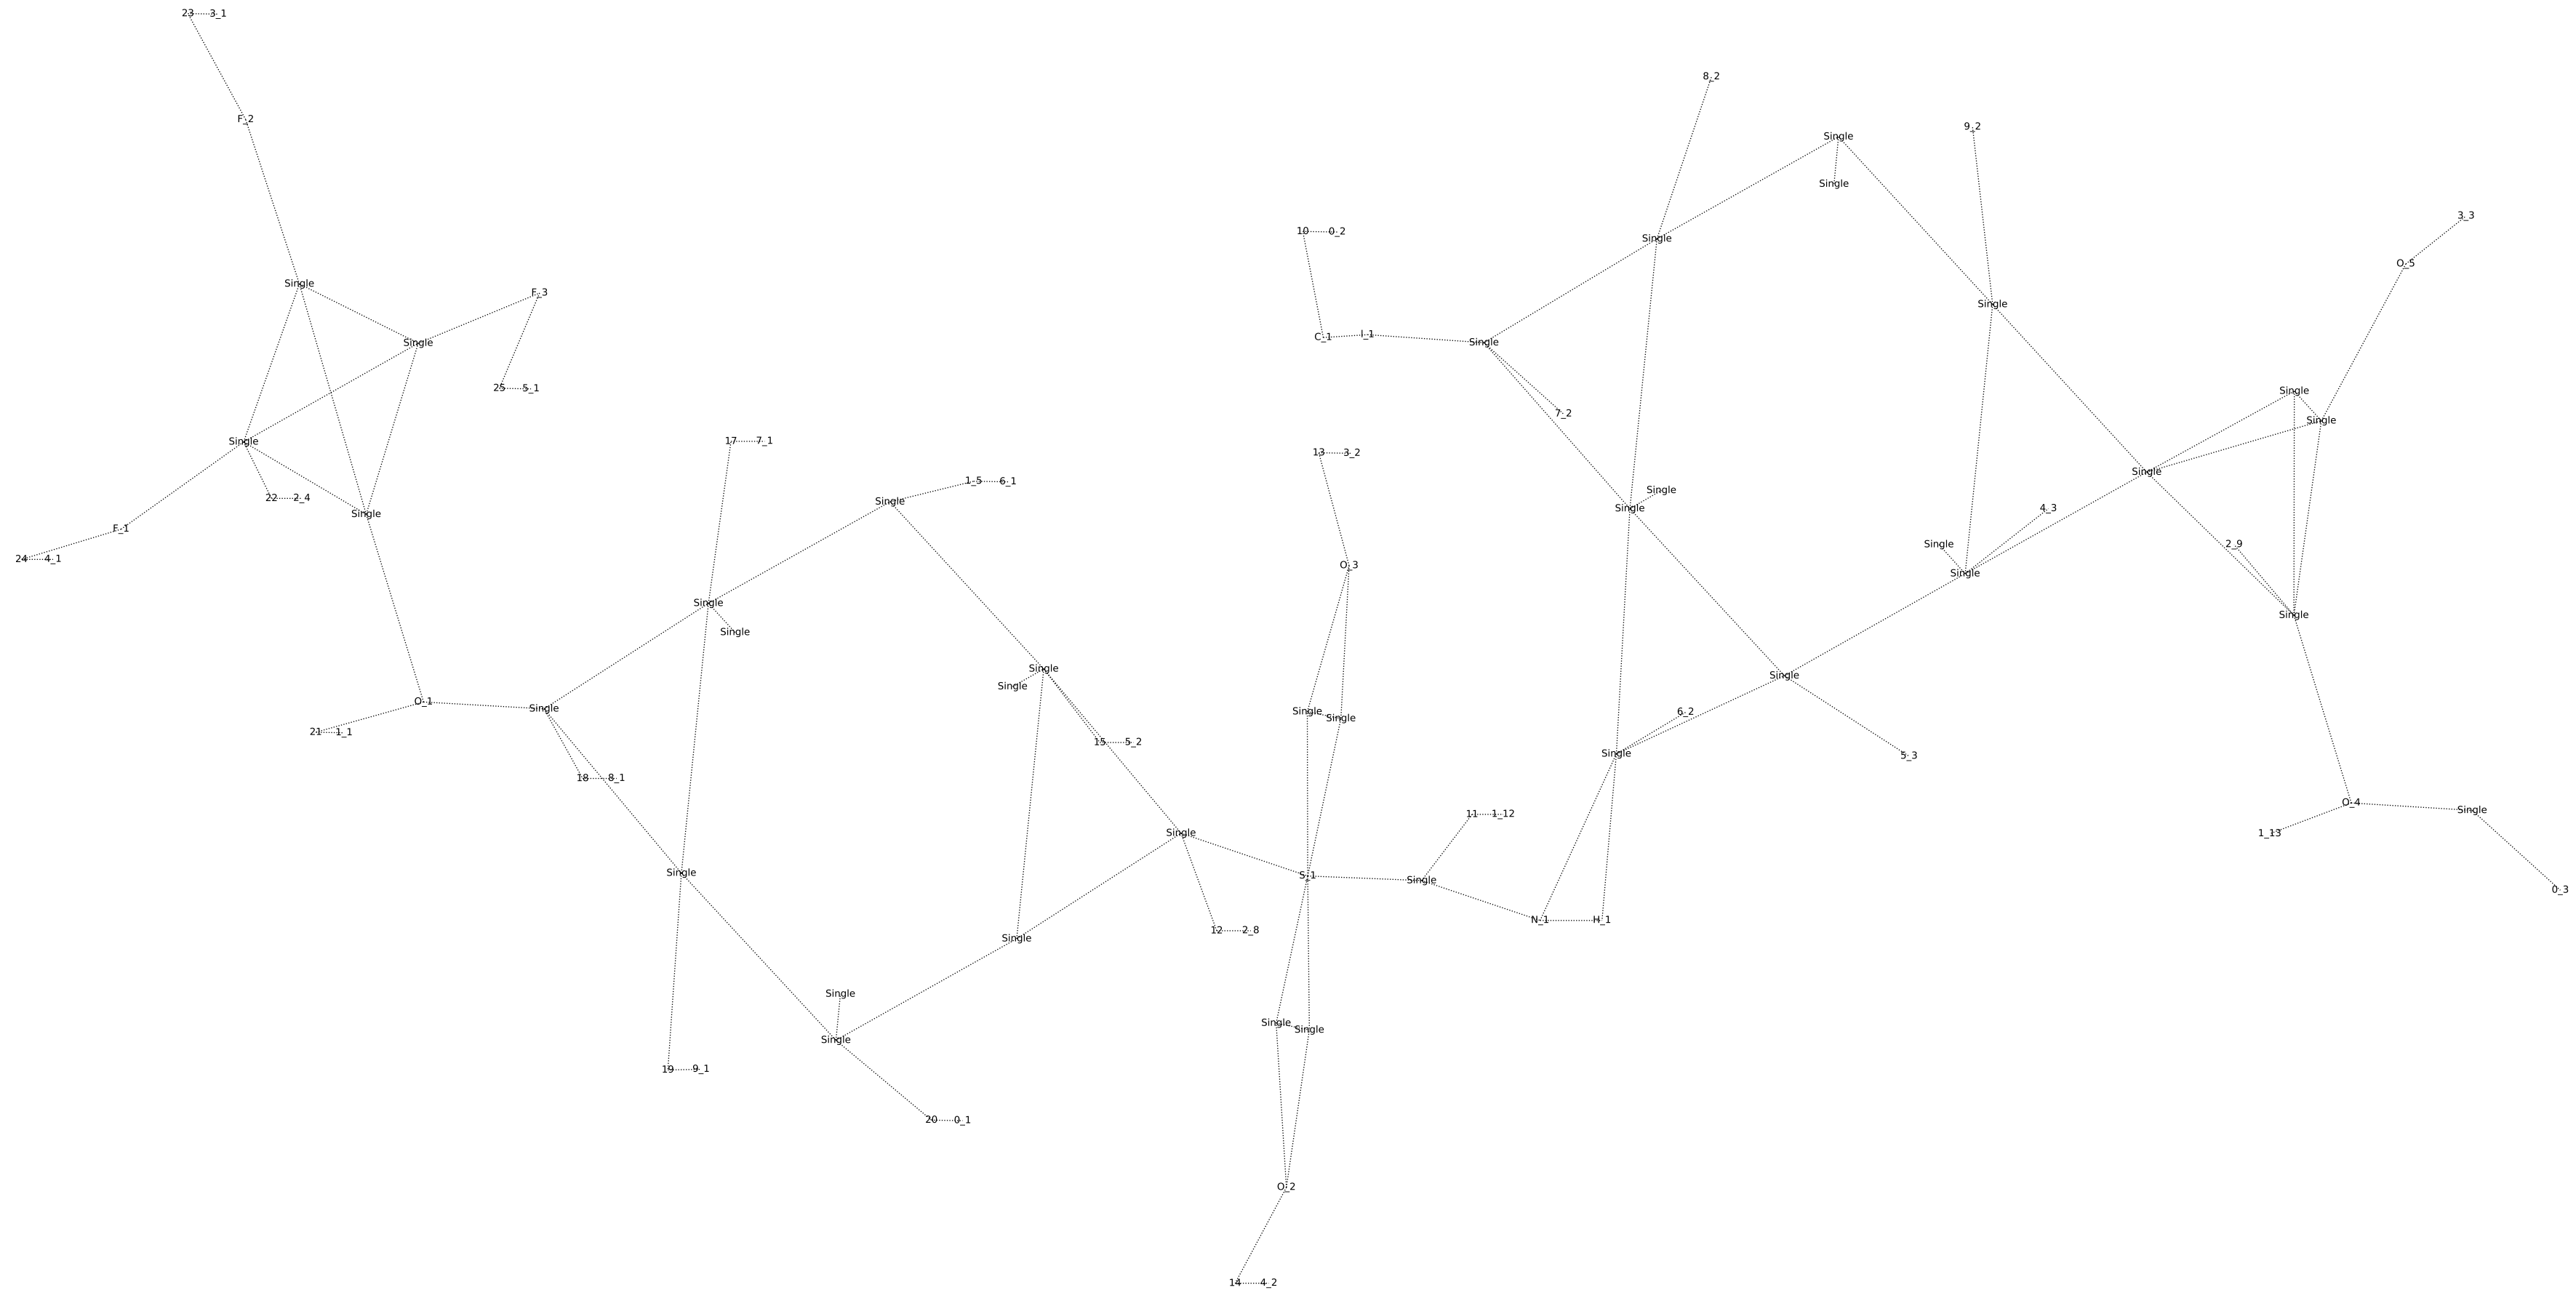 23 3_1
8_2
F_2
9_2
Single
Single
3_3
10 0_2
Single
O_5
Single
F_3
Single
C_1 I_1 Single
Single
25 5_1
Single
7_2
Single
Single
17 7_1
13 3_2
Single
1_5 6_1
Single
22 2_4
Single
Single
4_3
Single
F_1
Single
2_9
24 4_1
O_3
Single
Single
Single
Single
Single
Single
Single
O_1
Single
Single
Single
6_2
21 1_1
15 5_2
Single
5_3
18 8_1
O_4
Single
11 1_12
Single
1_13
Single
S_1
Single
0_3
N_1 H_1
12 2_8
Single
Single
Single
Single
Single
19 9_1
20 0_1
O_2
14 4_2